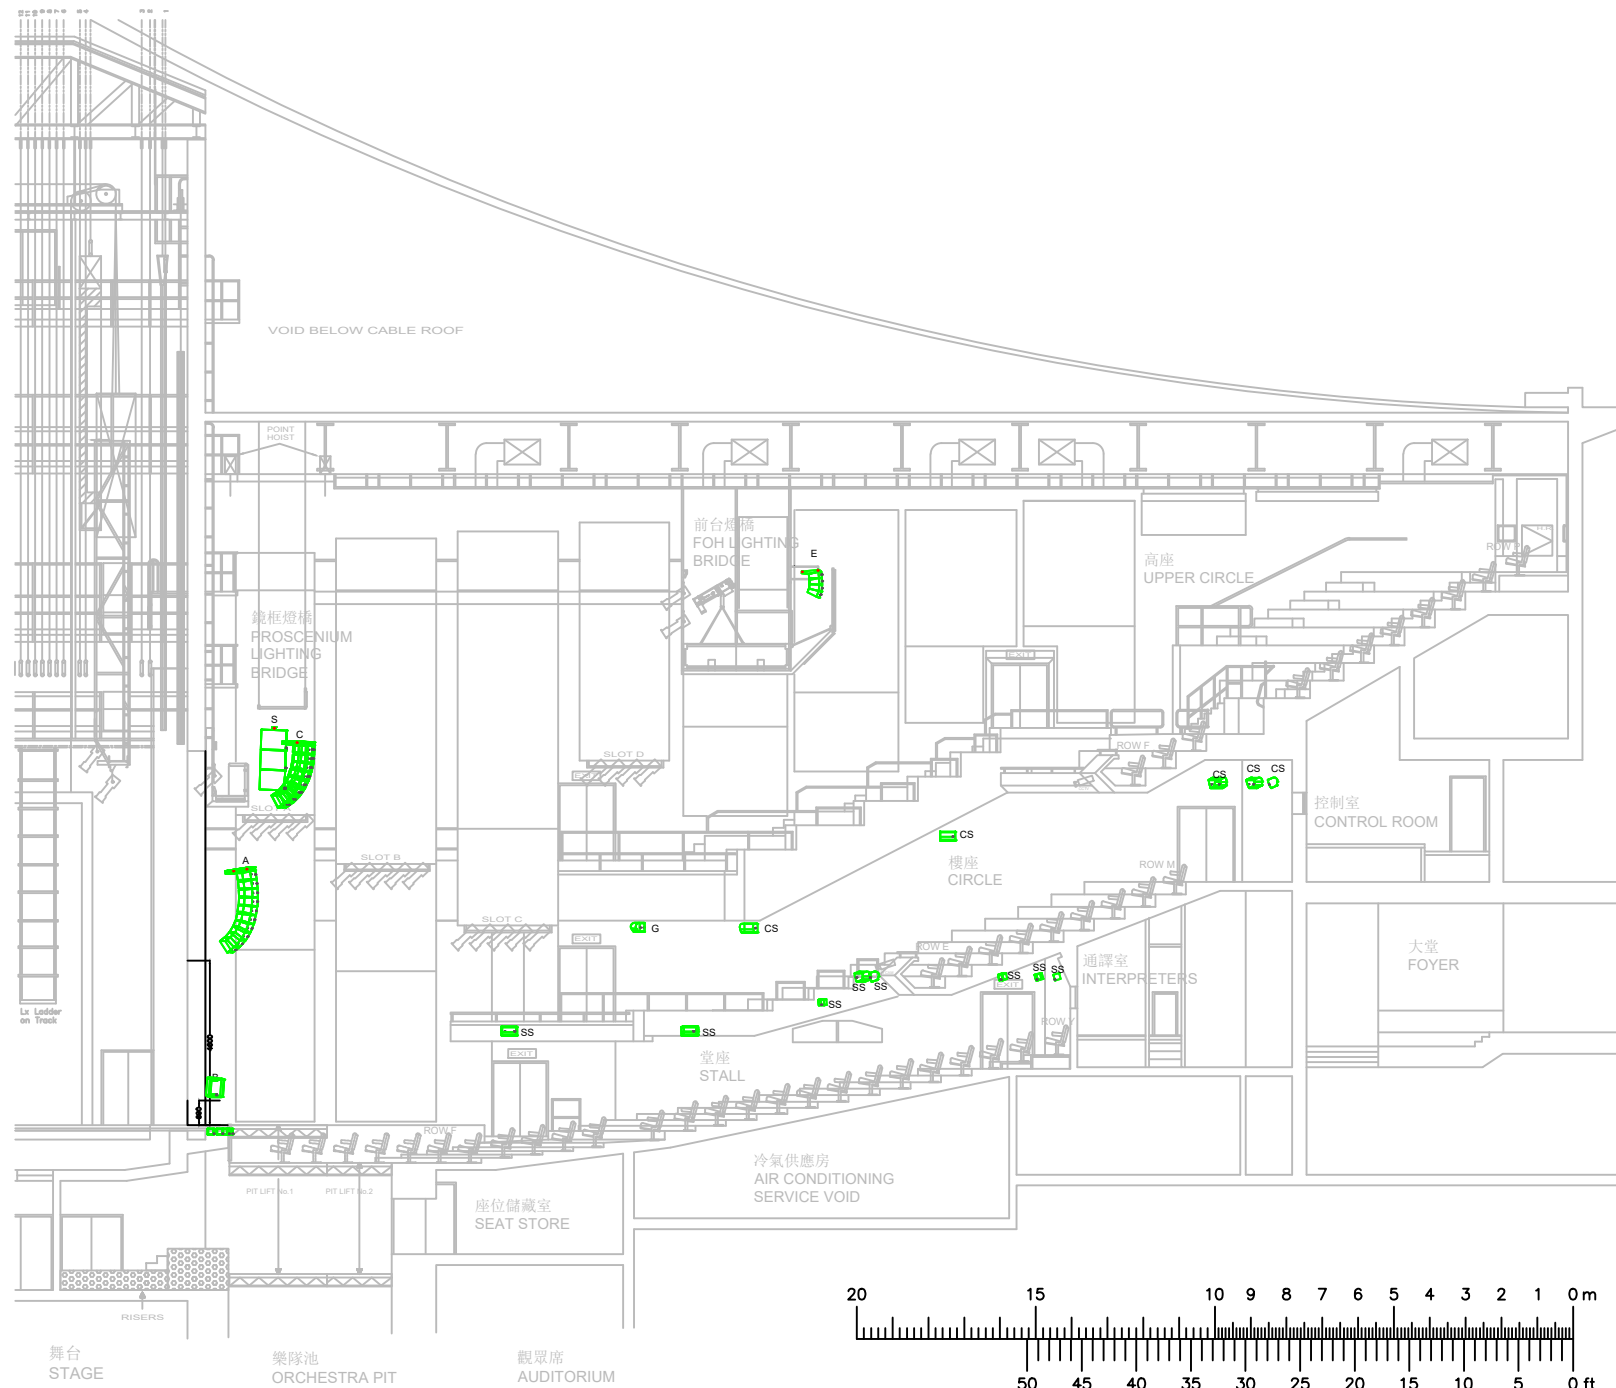 VOID BELOW CABLE ROOF
POINT
HOIST
前台燈橋
FOH LIGHTING
BRIDGE
E
高座
UPPER CIRCLE
ROW P
鏡框燈橋
PROSCENIUM
LIGHTING
BRIDGE
EXIT
S
C
SLOT D
ROW F
CS
CS
CS
控制室
CONTROL ROOM
CS
A
SLOT B
樓座
CIRCLE
ROW M
SLOT C
G
CS
EXIT
ROW E
通譯室
INTERPRETERS
大堂
FOYER
SS
SS
SS
SS
SS
EXIT
SS
Lx Ladder
on Track
SS
SS
ROW Y
4600
EXIT
堂座
STALL
ROW F
冷氣供應房
AIR CONDITIONING
SERVICE VOID
PIT LIFT No.1
PIT LIFT No.2
座位儲藏室
SEAT STORE
RISERS
20 15 10 9 8 7 6 5 4 3 2 1 0 m
50 45 40 35 30 25 20 15 10 5 0 ft
舞台
STAGE
樂隊池
ORCHESTRA PIT
觀眾席
AUDITORIUM